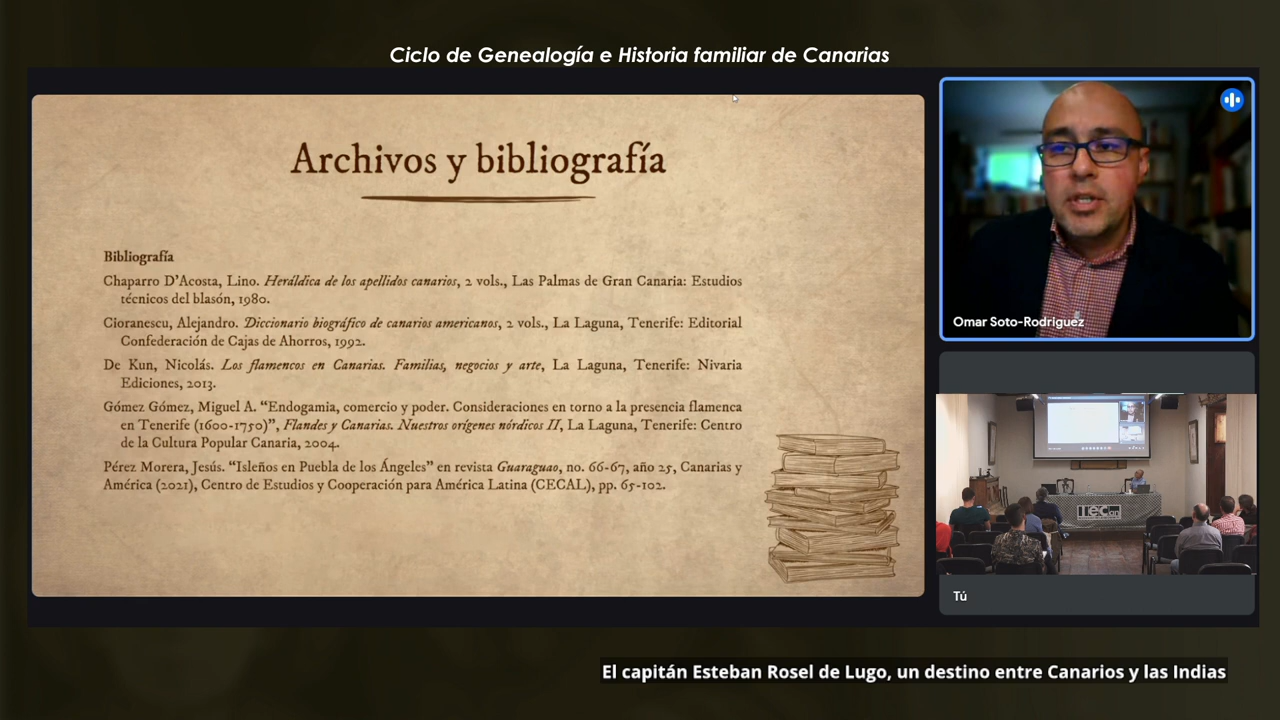 Ciclo de Genealogía e Historia familiar de Canarias
Archivos y bibliografía
Bibliografía
Chaparro D'Acosta, Lino. Heráldica de los apellidos canarios, 2 vols., Las Palmas de Gran Canaria: Estudios
técnicos del blasón, 1980.
Cioranescu, Alejandro. Diccionario biográfico de canarios americanos, 2 vols., La Laguna, Tenerife: Editorial
Confederación de Cajas de Ahorros, 1992.
De Kun, Nicolás. Los flamencos en Canarias. Familias, negocios y arte, La Laguna, Tenerife: Nivaria
Ediciones, 2013.
Gómez Gómez, Miguel A. “Endogamia, comercio y poder. Consideraciones en torno a la presencia flamenca
en Tenerife (1600-1750)”, Flandes y Canarias. Nuestros orígenes nórdicos II, La Laguna, Tenerife: Centro
de la Cultura Popular Canaria, 2004.
Pérez Morera, Jesús. “Isleños en Puebla de los Ángeles” en revista Guaraguao, no. 66-67, año 25, Canarias y
América (2021), Centro de Estudios y Cooperación para América Latina (CECAL), pp. 65-102.
Omar Soto-Rodriguez
Tú
El capitán Esteban Rosel de Lugo, un destino entre Canarios y las Indias